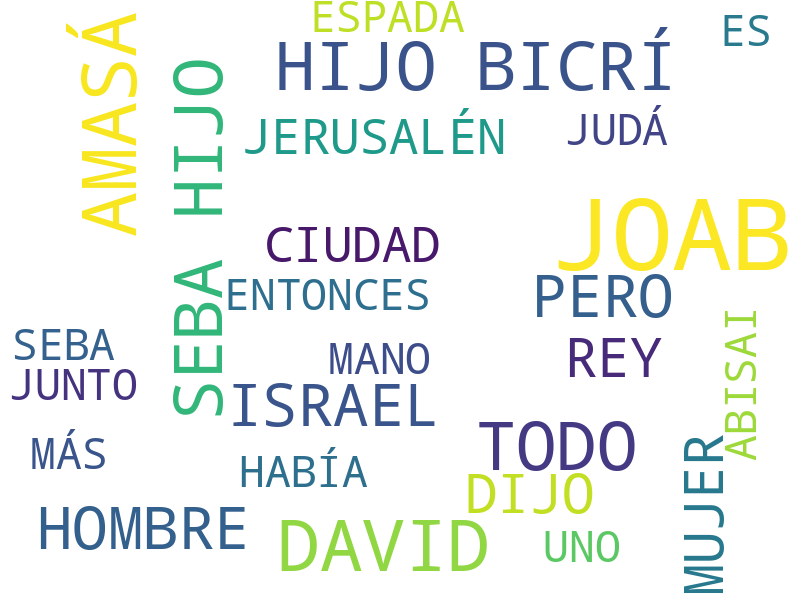 ESPADA
ES
AMASÁ
HIJO BICRÍ
SEBA HIJO
JERUSALÉN
JUDÁ
JOAB
CIUDAD
ENTONCES
PERO
SEBA
MANO
REY
ABISAI
JUNTO
ISRAEL
TODO
MÁS
HABÍA
MUJER
DIJO
HOMBRE
DAVID
UNO